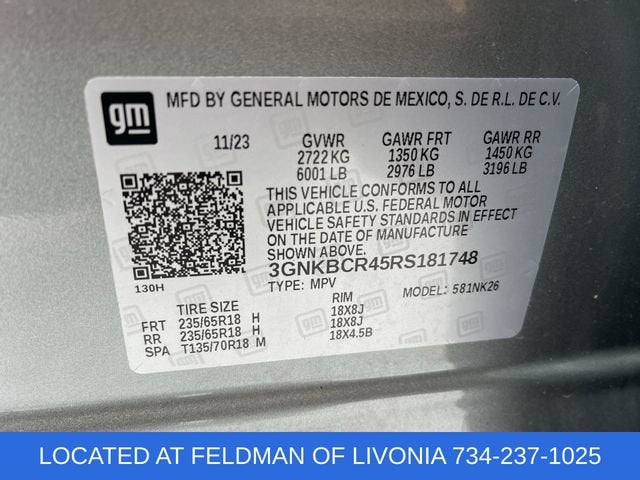 gm
MFD BY GENERAL MOTORS DE MEXICO, S. DE R.L. DE C.V.
11/23 GVWR GAWR FRT GAWR RR
2722 KG 1350 KG 1450 KG
6001 LB 2976 LB 3196 LB
THIS VEHICLE CONFORMS TO ALL
APPLICABLE U.S. FEDERAL MOTOR
VEHICLE SAFETY STANDARDS IN EFFECT
ON THE DATE OF MANUFACTURE
SHOWN ABOVE.
3GNKBCR45RS181748
130H TYPE: MPV MODEL: 581NK26
TIRE SIZE RIM
FRT 235/65R18 H 18X8J
RR 235/65R18 H 18X8J
SPA T135/70R18 M 18X4.5B
LOCATED AT FELDMAN OF LIVONIA 734-237-1025